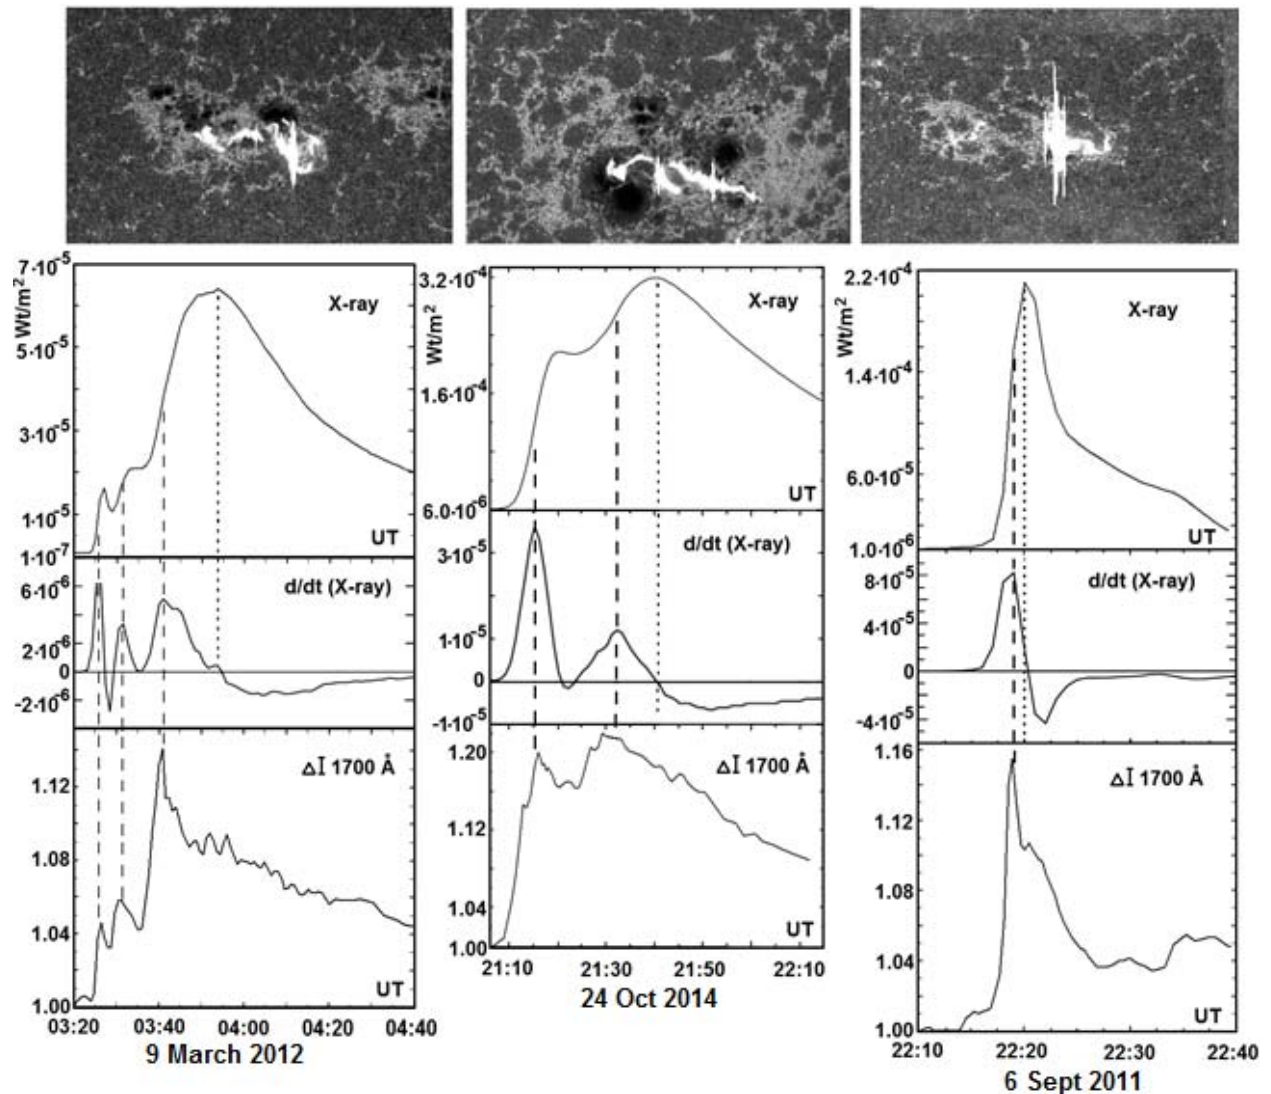 7·10⁻⁵
Wt/m²
X-ray
5·10⁻⁵
3·10⁻⁵
1·10⁻⁵
UT
1·10⁻⁷
d/dt (X-ray)
6·10⁻⁶
2·10⁻⁶
0
-2·10⁻⁶
ΔI 1700 Å
1.12
1.08
1.04
UT
1.00
03:20 03:40 04:00 04:20 04:40
9 March 2012
3.2·10⁻⁴
Wt/m²
X-ray
1.6·10⁻⁴
UT
6.0·10⁻⁶
d/dt (X-ray)
3·10⁻⁵
1·10⁻⁵
0
-1·10⁻⁵
1.20
ΔI 1700 Å
1.12
1.04
UT
1.00
21:10 21:30 21:50 22:10
24 Oct 2014
2.2·10⁻⁴
Wt/m²
X-ray
1.4·10⁻⁴
6.0·10⁻⁵
UT
1.0·10⁻⁶
d/dt (X-ray)
8·10⁻⁵
4·10⁻⁵
0
-4·10⁻⁵
1.16
ΔI 1700 Å
1.12
1.08
1.04
UT
1.00
22:10 22:20 22:30 22:40
6 Sept 2011